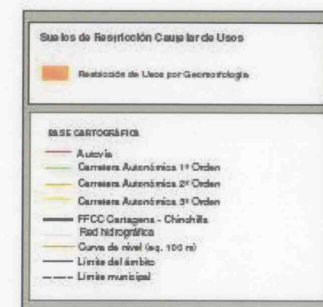 Suelos de Restricción Cautelar de Usos
Restricción de Usos por Geomorfología
BASE CARTOGRÁFICA
Autovía
Carretera Autonómica 1º Orden
Carretera Autonómica 2º Orden
Carretera Autonómica 3º Orden
FFCC Cartagena - Chinchilla
Red hidrográfica
Curva de nivel (eq. 100 m)
Límite del ámbito
Límite municipal